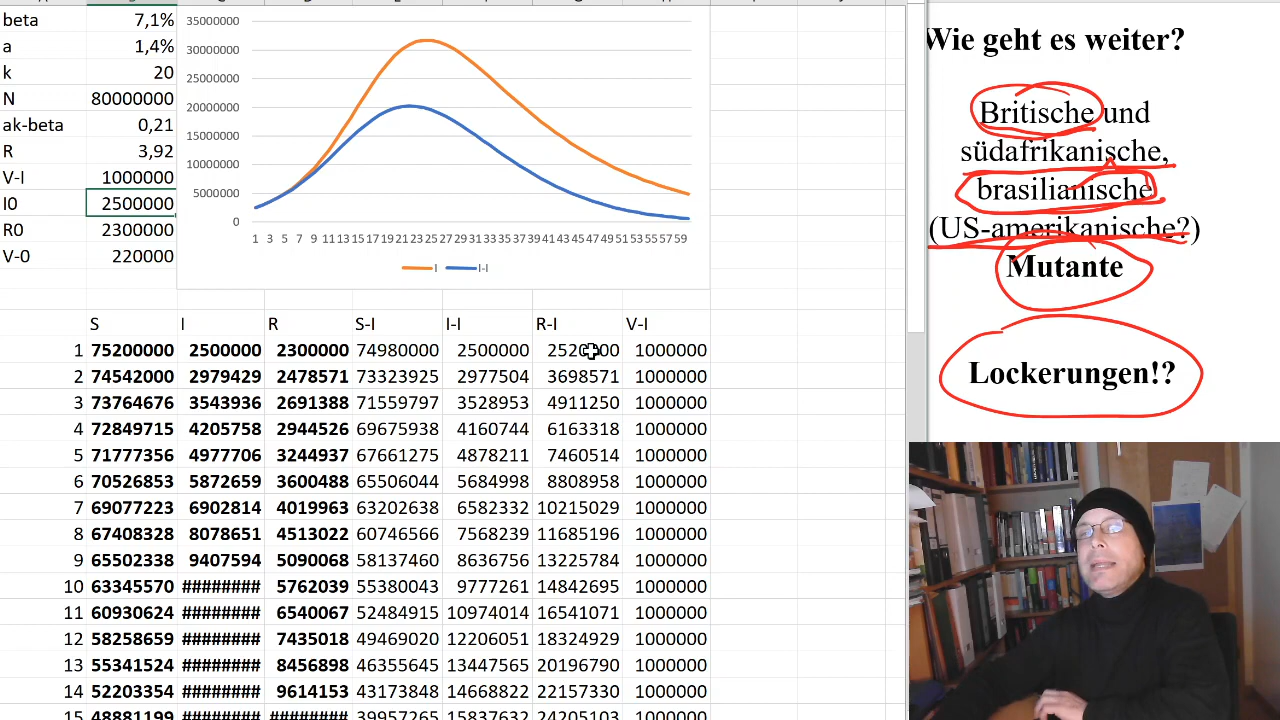 beta 7,1%
a 1,4%
k 20
N 80000000
ak-beta 0,21
R 3,92
V-I 1000000
I0 2500000
R0 2300000
V-0 220000
35000000
30000000
25000000
20000000
15000000
10000000
5000000
0
1 3 5 7 9 11 13 15 17 19 21 23 25 27 29 31 33 35 37 39 41 43 45 47 49 51 53 55 57 59
I I-I
S I R S-I I-I R-I V-I
1 75200000 2500000 2300000 74980000 2500000 1000000
2 74542000 2979429 2478571 73323925 2977504 3698571 1000000
3 73764676 3543936 2691388 71559797 3528953 4911250 1000000
4 72849715 4205758 2944526 69675938 4160744 6163318 1000000
5 71777356 4977706 3244937 67661275 4878211 7460514 1000000
6 70526853 5872659 3600488 65506044 5684998 8808958 1000000
7 69077223 6902814 4019963 63202638 6582332 10215029 1000000
8 67408328 8078651 4513022 60746266 7568239 11685196 1000000
9 65502338 9407594 5090068 58137460 8636756 13225784 1000000
10 63345570 ######## 5762039 55380043 9777261 14842695 1000000
11 60930624 ######## 6540067 52484915 10974014 16541071 1000000
12 58258659 ######## 7435018 49469020 12206051 18324929 1000000
13 55341524 ######## 8456898 46355645 13447565 20196790 1000000
14 52203354 ######## 9614153 43173848 14668822 22157330 1000000
15 48881199 ######## ######## 39957265 15837632 24205103 1000000
Wie geht es weiter?
Britische und
südafrikanische,
brasilianische
(US-amerikanische?)
Mutante
Lockerungen!?